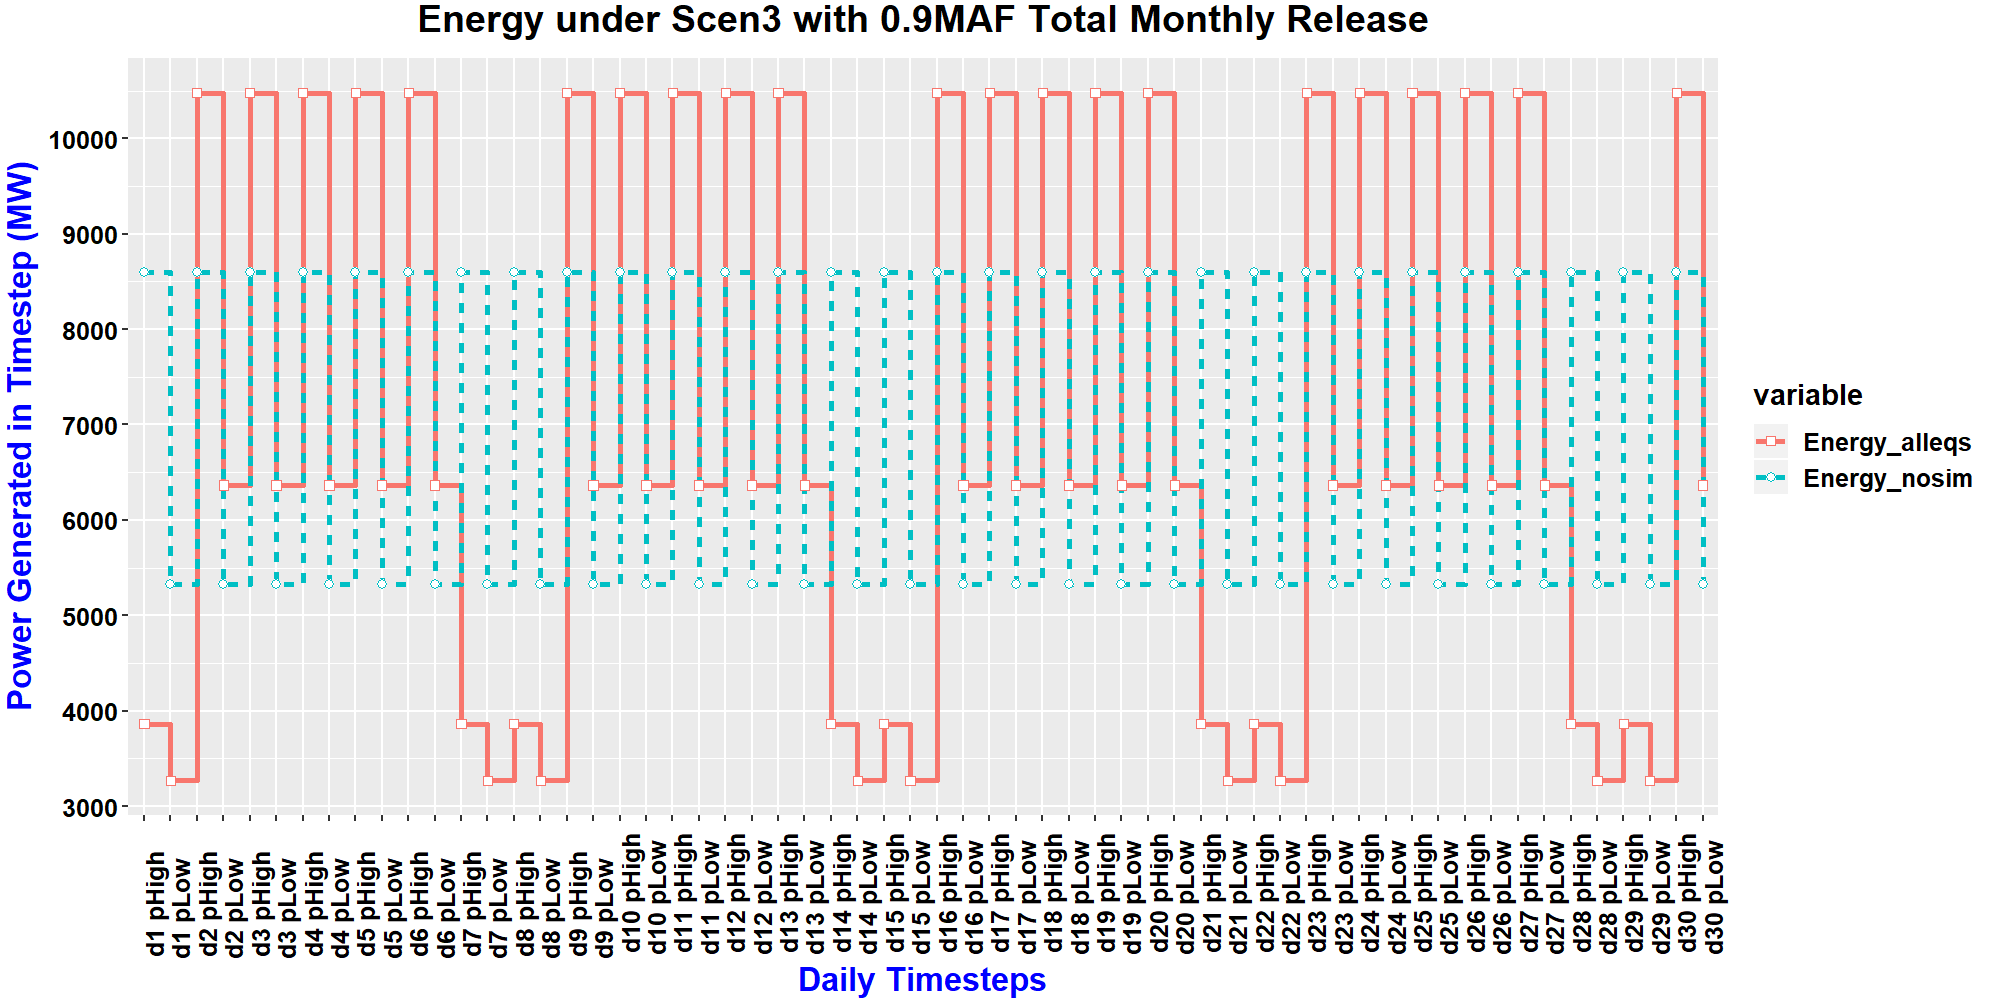 Energy under Scen3 with 0.9MAF Total Monthly Release
Power Generated in Timestep (MW)
10000
9000
8000
7000
6000
5000
4000
3000
d1 pHigh
d1 pLow
d2 pHigh
d2 pLow
d3 pHigh
d3 pLow
d4 pHigh
d4 pLow
d5 pHigh
d5 pLow
d6 pHigh
d6 pLow
d7 pHigh
d7 pLow
d8 pHigh
d8 pLow
d9 pHigh
d9 pLow
d10 pHigh
d10 pLow
d11 pHigh
d11 pLow
d12 pHigh
d12 pLow
d13 pHigh
d13 pLow
d14 pHigh
d14 pLow
d15 pHigh
d15 pLow
d16 pHigh
d16 pLow
d17 pHigh
d17 pLow
d18 pHigh
d18 pLow
d19 pHigh
d19 pLow
d20 pHigh
d20 pLow
d21 pHigh
d21 pLow
d22 pHigh
d22 pLow
d23 pHigh
d23 pLow
d24 pHigh
d24 pLow
d25 pHigh
d25 pLow
d26 pHigh
d26 pLow
d27 pHigh
d27 pLow
d28 pHigh
d28 pLow
d29 pHigh
d29 pLow
d30 pHigh
d30 pLow
Daily Timesteps
variable
Energy_alleqs
Energy_nosim